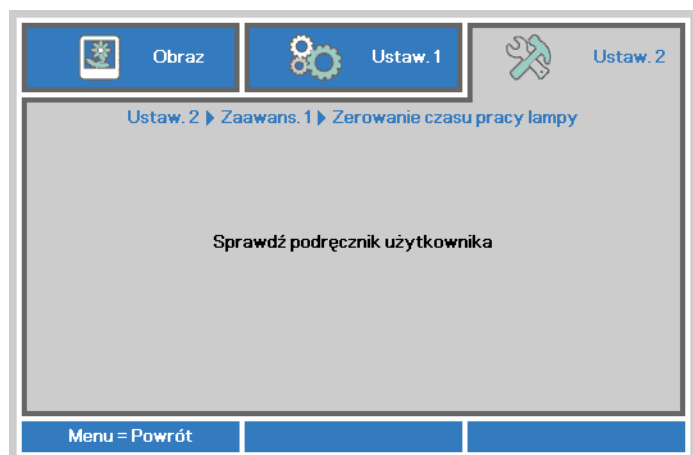 Obraz
Ustaw. 1
Ustaw. 2
Ustaw. 2 ▸ Zaawans. 1 ▸ Zerowanie czasu pracy lampy
Sprawdź podręcznik użytkownika
Menu = Powrót